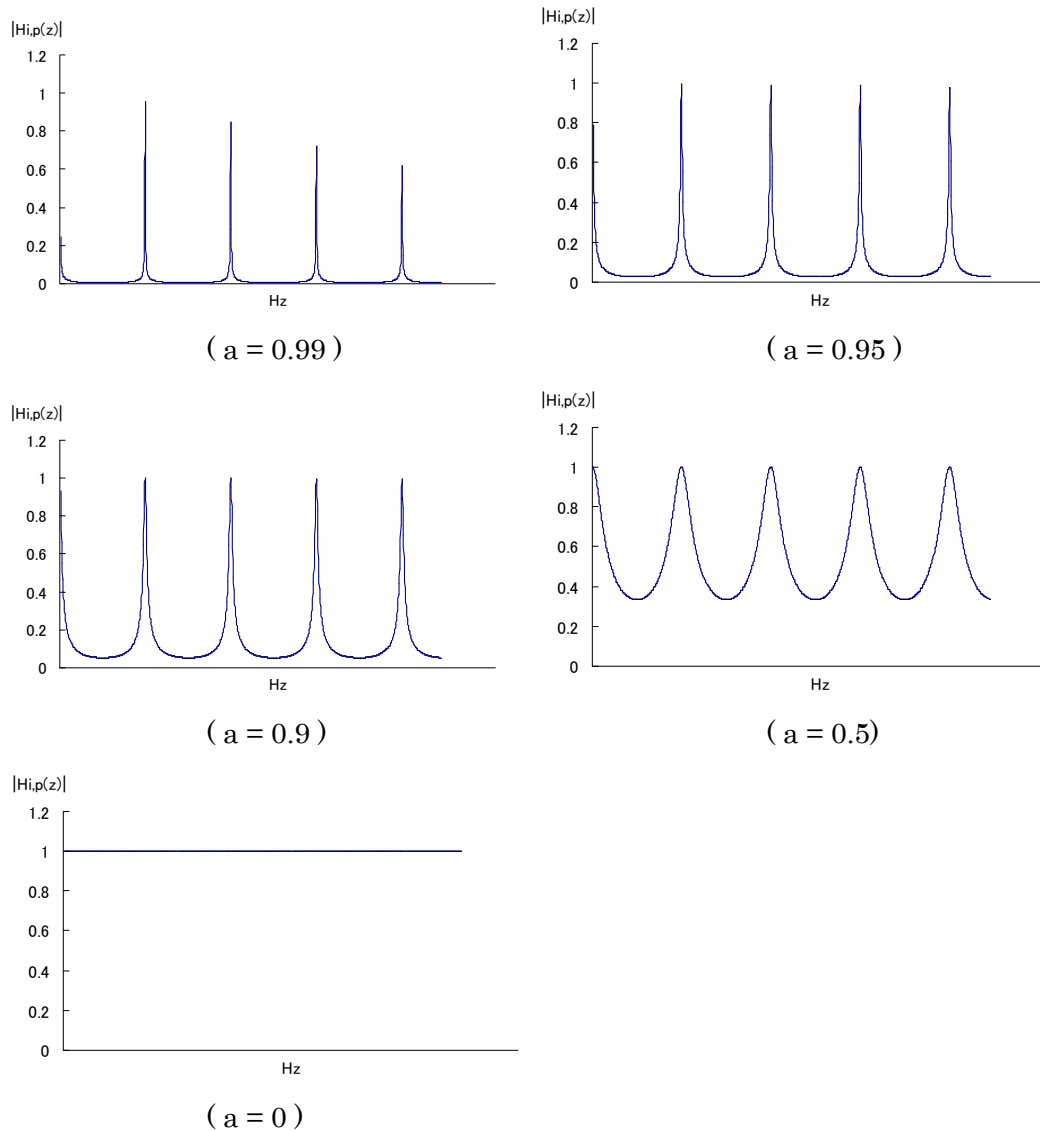 |Hi,p(z)|
1.2
1
0.8
0.6
0.4
0.2
0
Hz
( a = 0.99 )
|Hi,p(z)|
1.2
1
0.8
0.6
0.4
0.2
0
Hz
( a = 0.95 )
|Hi,p(z)|
1.2
1
0.8
0.6
0.4
0.2
0
Hz
( a = 0.9 )
|Hi,p(z)|
1.2
1
0.8
0.6
0.4
0.2
0
Hz
( a = 0.5)
|Hi,p(z)|
1.2
1
0.8
0.6
0.4
0.2
0
Hz
( a = 0 )